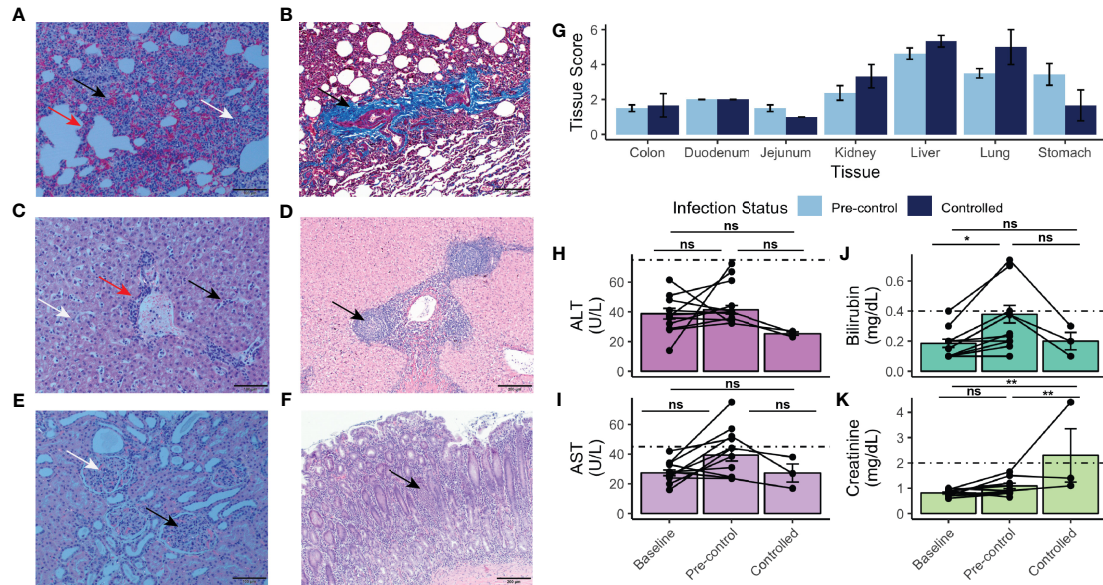 A
B
G
Tissue Score
6
4
2
0
Colon
Duodenum
Jejunum
Kidney
Liver
Lung
Stomach
Tissue
Infection Status
Pre-control
Controlled
C
D
H
ns
ns
ns
ALT
(U/L)
60
40
20
0
J
ns
*
ns
Bilirubin
(mg/dL)
0.4
0.2
0.0
E
F
200 µm
I
ns
ns
ns
AST
(U/L)
60
40
20
0
Baseline
Pre-control
Controlled
K
**
ns
**
Creatinine
(mg/dL)
4
3
2
1
0
Baseline
Pre-control
Controlled